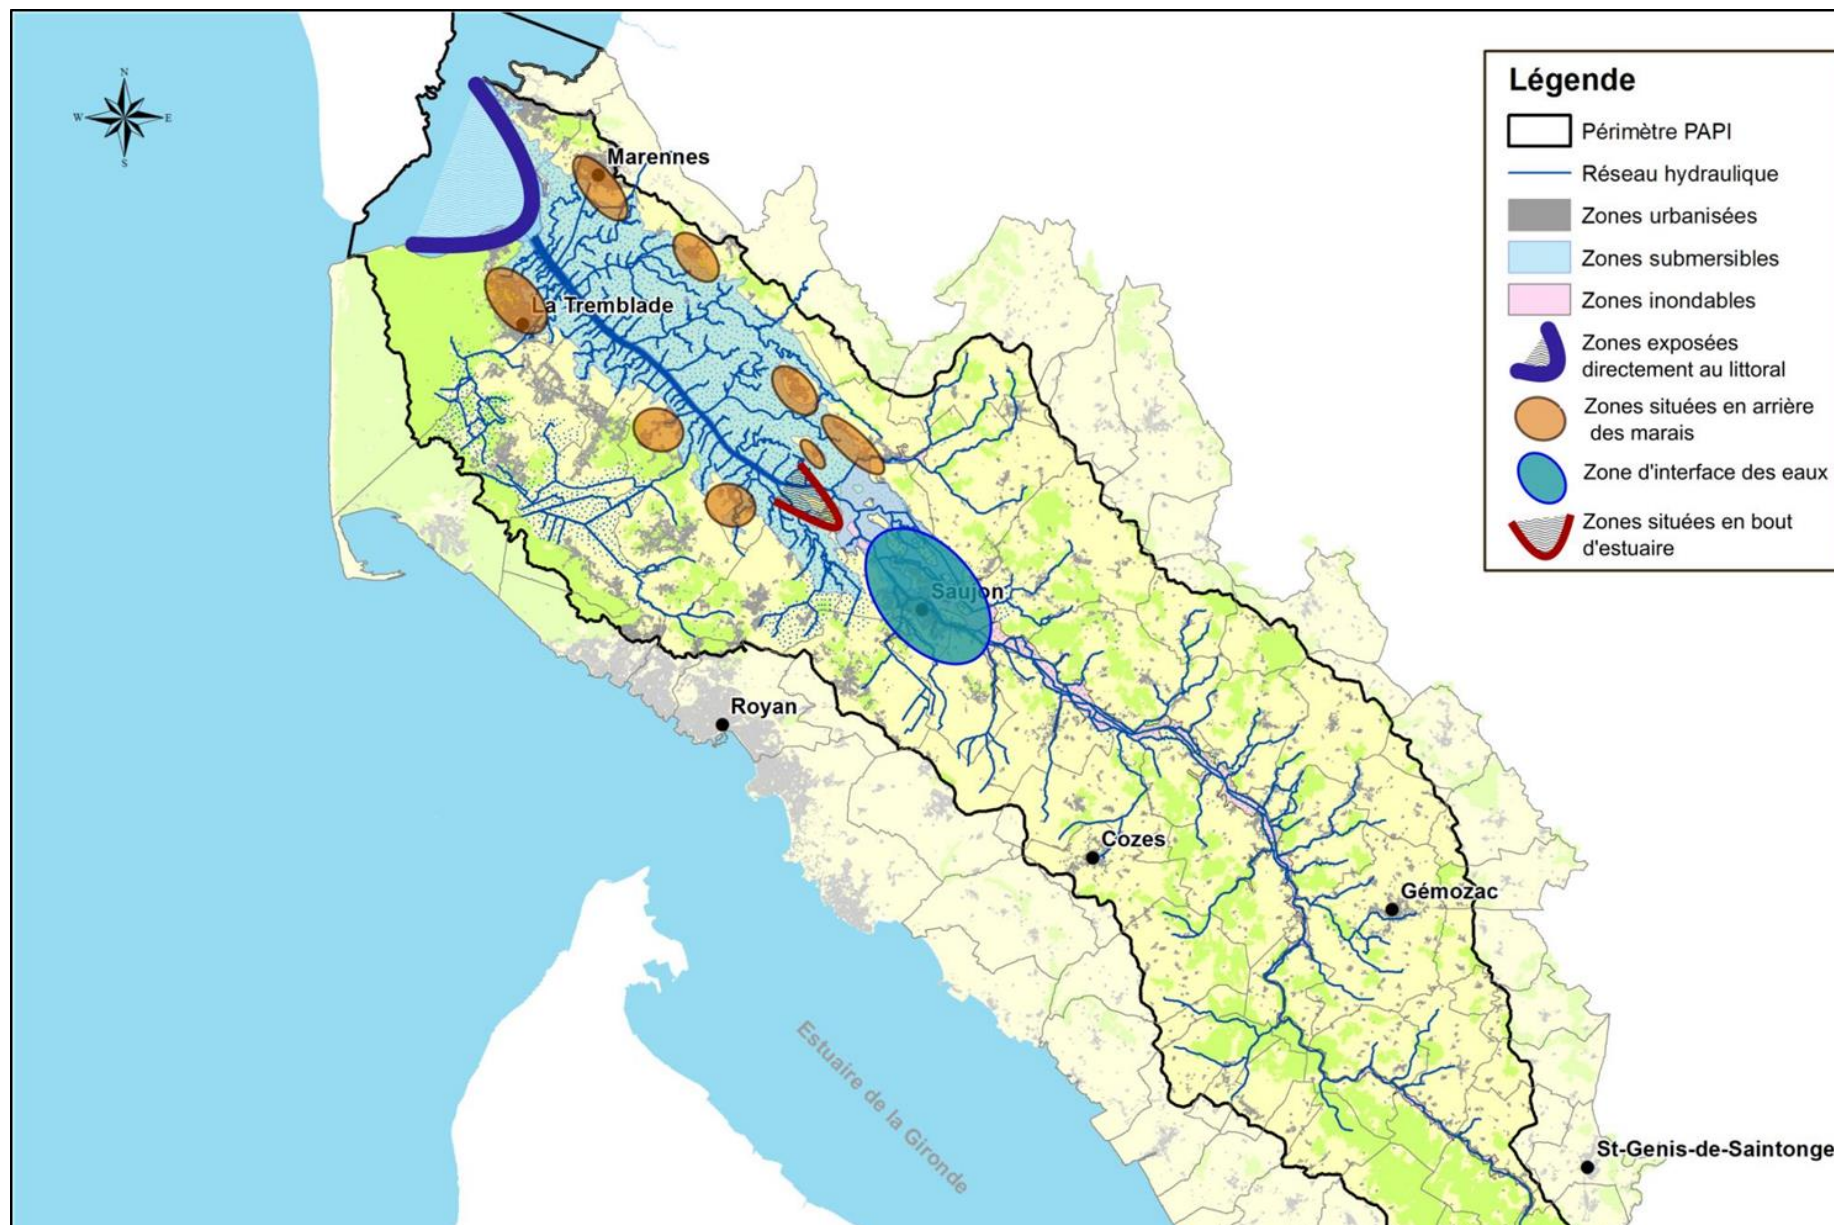 N
W
E
S
Légende
Périmètre PAPI
Réseau hydraulique
Zones urbanisées
Zones submersibles
Zones inondables
Zones exposées
directement au littoral
Zones situées en arrière
des marais
Zone d'interface des eaux
Zones situées en bout
d'estuaire
Marennes
La Tremblade
Saujon
Royan
Cozes
Gémozac
Estuaire de la Gironde
St-Genis-de-Saintonge